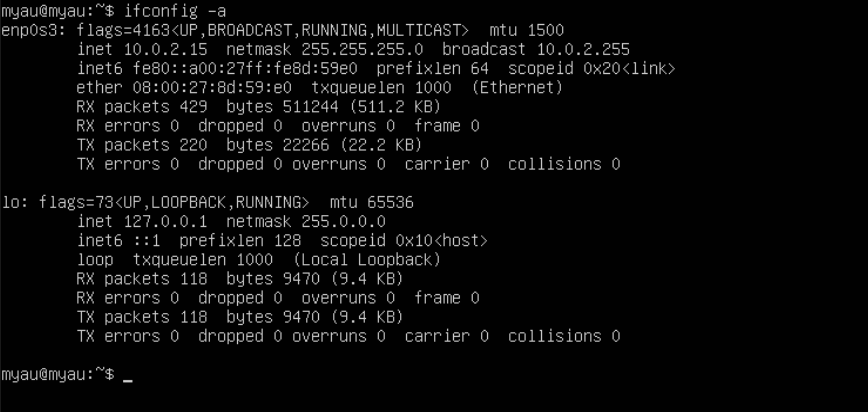 myau@myau:~$ ifconfig -a
enp0s3: flags=4163<UP,BROADCAST,RUNNING,MULTICAST>  mtu 1500
        inet 10.0.2.15  netmask 255.255.255.0  broadcast 10.0.2.255
        inet6 fe80::a00:27ff:fe8d:59e0  prefixlen 64  scopeid 0x20<link>
        ether 08:00:27:8d:59:e0  txqueuelen 1000  (Ethernet)
        RX packets 429  bytes 511244 (511.2 KB)
        RX errors 0  dropped 0  overruns 0  frame 0
        TX packets 220  bytes 22266 (22.2 KB)
        TX errors 0  dropped 0 overruns 0  carrier 0  collisions 0

lo: flags=73<UP,LOOPBACK,RUNNING>  mtu 65536
        inet 127.0.0.1  netmask 255.0.0.0
        inet6 ::1  prefixlen 128  scopeid 0x10<host>
        loop  txqueuelen 1000  (Local Loopback)
        RX packets 118  bytes 9470 (9.4 KB)
        RX errors 0  dropped 0  overruns 0  frame 0
        TX packets 118  bytes 9470 (9.4 KB)
        TX errors 0  dropped 0 overruns 0  carrier 0  collisions 0

myau@myau:~$ _